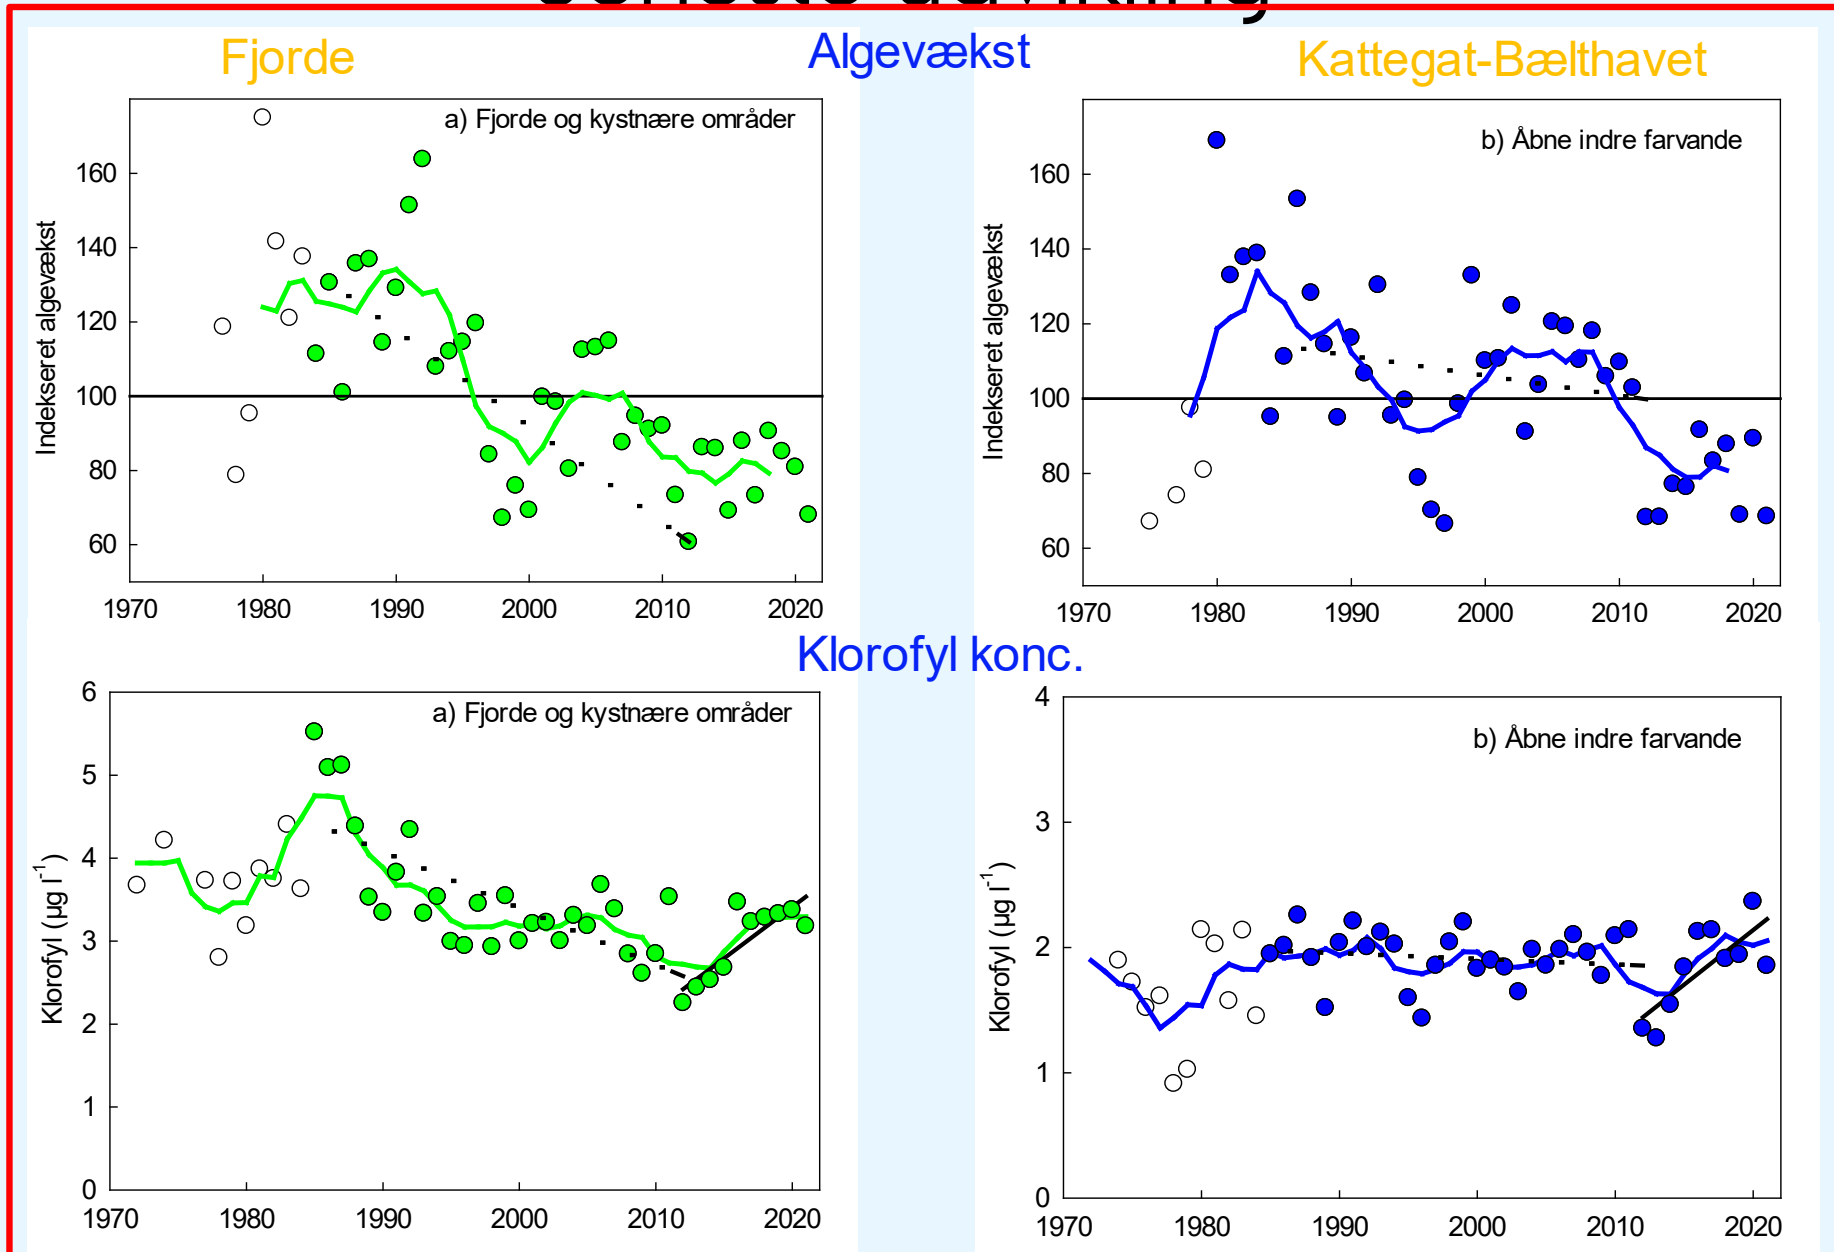 Fjorde
Algevækst
Kattegat-Bælthavet
a) Fjorde og kystnære områder
Indekseret algevækst
160
140
120
100
80
60
1970 1980 1990 2000 2010 2020
b) Åbne indre farvande
Indekseret algevækst
160
140
120
100
80
60
1970 1980 1990 2000 2010 2020
Klorofyl konc.
a) Fjorde og kystnære områder
Klorofyl (µg l⁻¹)
6
5
4
3
2
1
0
1970 1980 1990 2000 2010 2020
b) Åbne indre farvande
Klorofyl (µg l⁻¹)
4
3
2
1
0
1970 1980 1990 2000 2010 2020